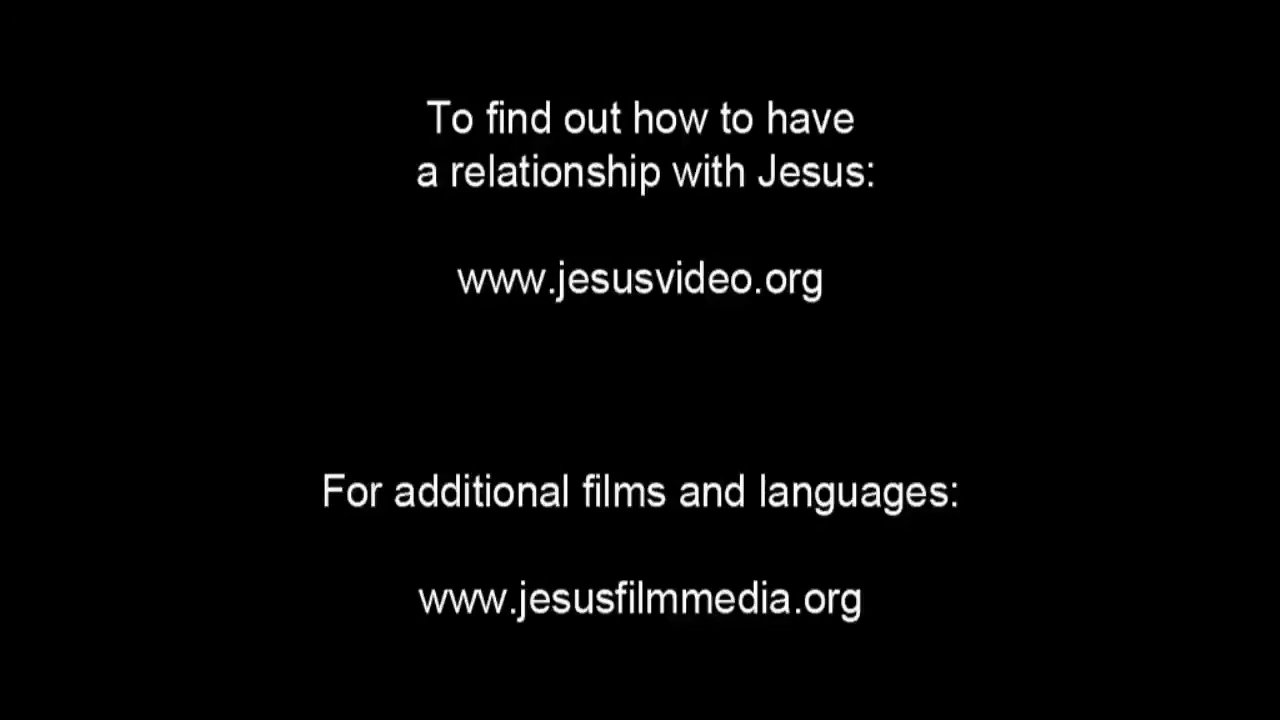 To find out how to have
a relationship with Jesus:
www.jesusvideo.org
For additional films and languages:
www.jesusfilmmedia.org